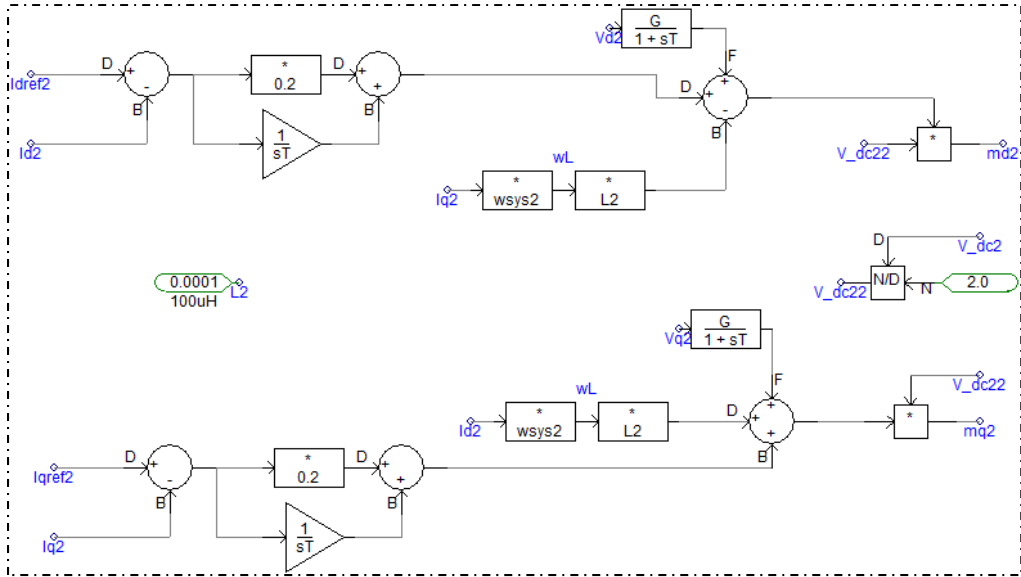 G
1 + sT
Vd2
F
D
+
-
B
Idref2
Id2
*
0.2
D
+
+
B
1
sT
D
+
+
-
B
wL
Iq2
*
wsys2
*
L2
V_dc22
*
md2
D
V_dc2
N/D
N
2.0
V_dc22
0.0001
100uH
L2
G
1 + sT
Vq2
F
wL
Id2
*
wsys2
*
L2
D
+
+
+
B
V_dc22
*
mq2
D
+
-
B
Iqref2
Iq2
*
0.2
D
+
+
B
1
sT